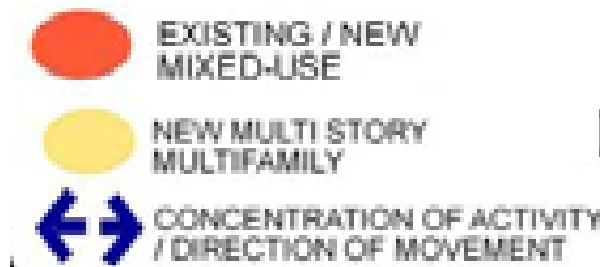 EXISTING / NEW
MIXED-USE
NEW MULTI STORY
MULTIFAMILY
CONCENTRATION OF ACTIVITY
/ DIRECTION OF MOVEMENT